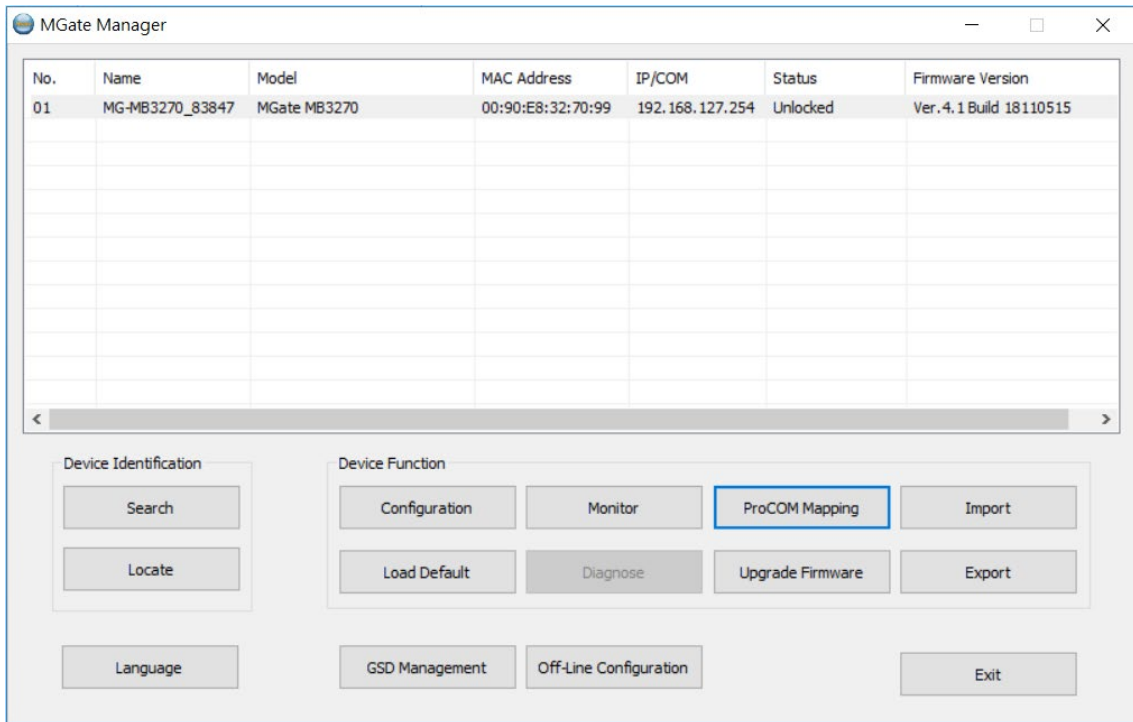 MGate Manager
No. Name Model MAC Address IP/COM Status Firmware Version
01 MG-MB3270_83847 MGate MB3270 00:90:E8:32:70:99 192.168.127.254 Unlocked Ver.4.1 Build 18110515
Device Identification Device Function
Search Configuration Monitor ProCOM Mapping Import
Locate Load Default Diagnose Upgrade Firmware Export
Language GSD Management Off-Line Configuration Exit